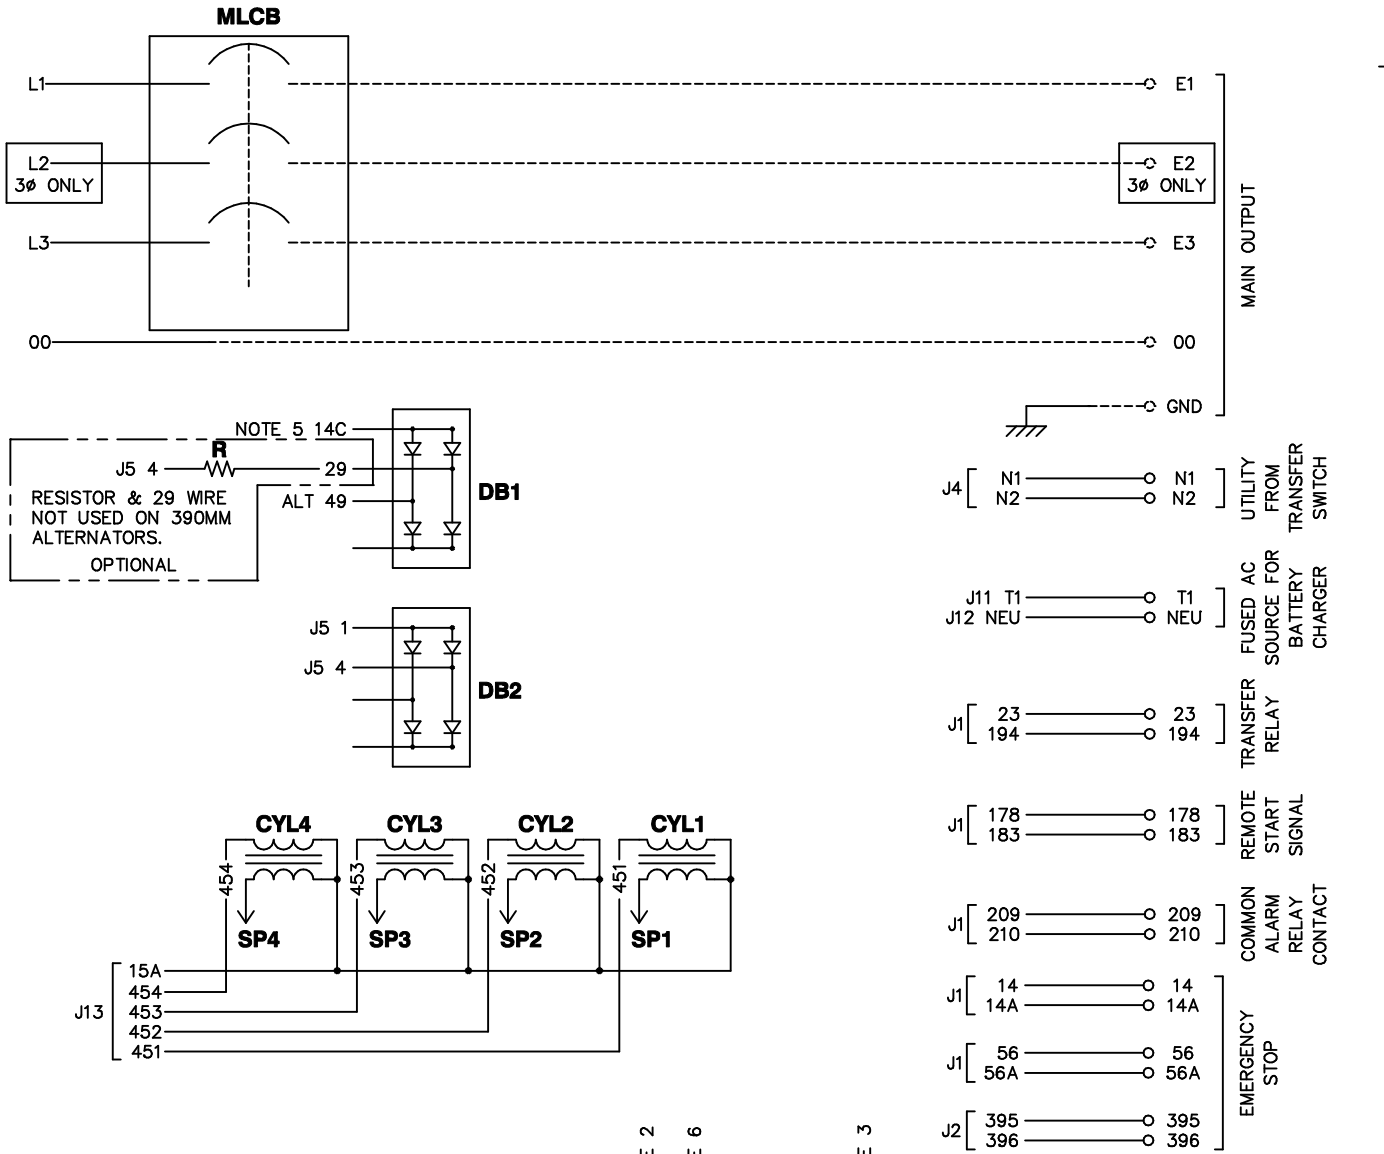 MLCB
L1
E1
L2
3Ø ONLY
E2
3Ø ONLY
L3
E3
MAIN OUTPUT
00
00
GND
NOTE 5 14C
R
J5 4
29
RESISTOR & 29 WIRE
NOT USED ON 390MM
ALTERNATORS.
OPTIONAL
ALT 49
DB1
J4
N1
N2
N1
N2
UTILITY
FROM
TRANSFER
SWITCH
J11 T1
J12 NEU
T1
NEU
FUSED AC
SOURCE FOR
BATTERY
CHARGER
J5 1
J5 4
DB2
J1
23
194
23
194
TRANSFER
RELAY
J1
178
183
178
183
REMOTE
START
SIGNAL
CYL4
CYL3
CYL2
CYL1
454
453
452
451
SP4
SP3
SP2
SP1
J1
209
210
209
210
COMMON
ALARM
RELAY
CONTACT
J13
15A
454
453
452
451
J1
14
14A
14
14A
J1
56
56A
56
56A
J2
395
396
395
396
EMERGENCY
STOP
E 2
E 6
E 3